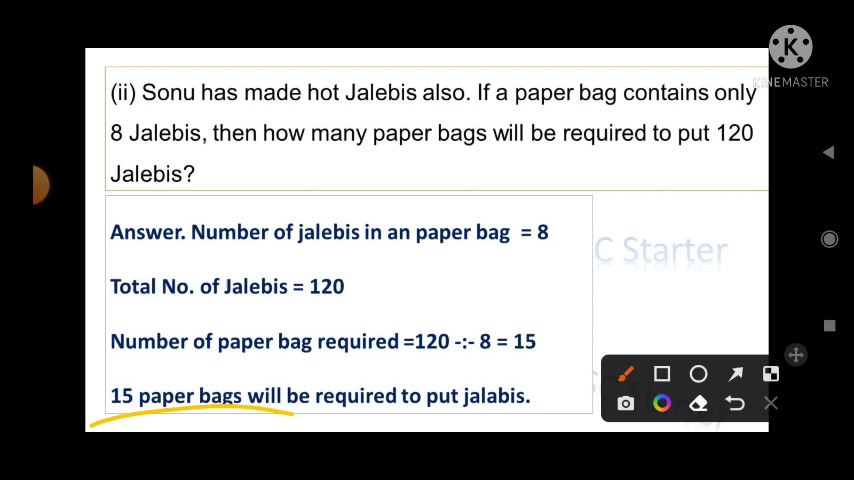 K
KINEMASTER
(ii) Sonu has made hot Jalebis also. If a paper bag contains only
8 Jalebis, then how many paper bags will be required to put 120
Jalebis?
Answer. Number of jalebis in an paper bag = 8
C Starter
Total No. of Jalebis = 120
Number of paper bag required =120 -:- 8 = 15
15 paper bags will be required to put jalabis.